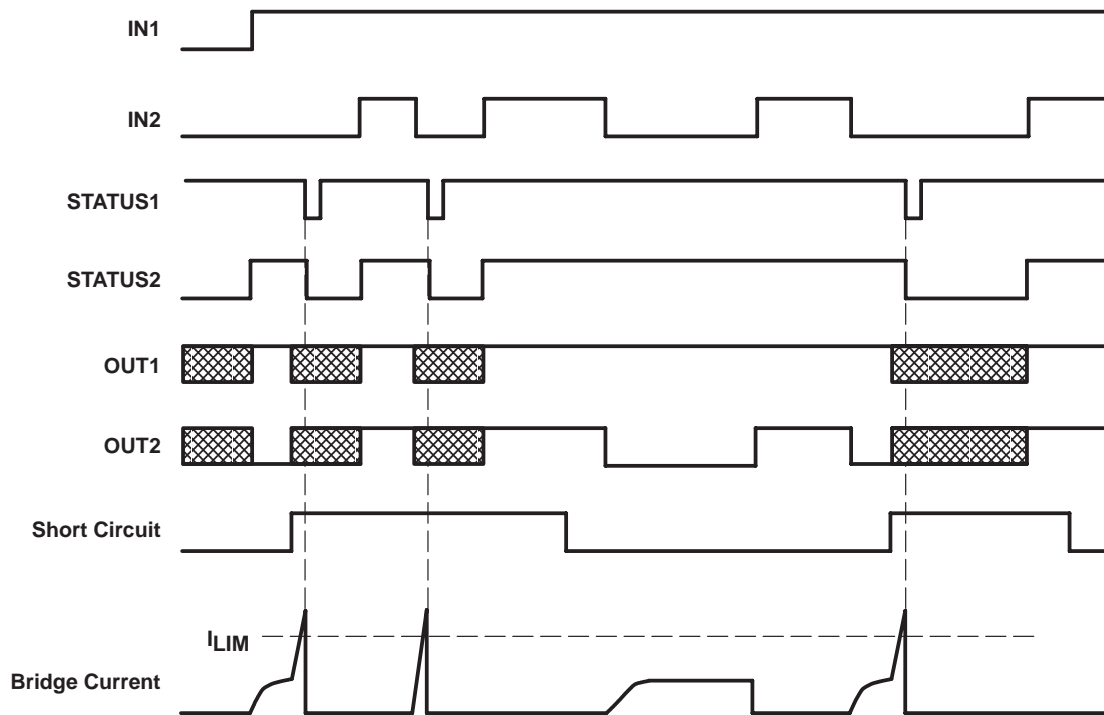 IN1
IN2
STATUS1
STATUS2
OUT1
OUT2
Short Circuit
ILIM
Bridge Current